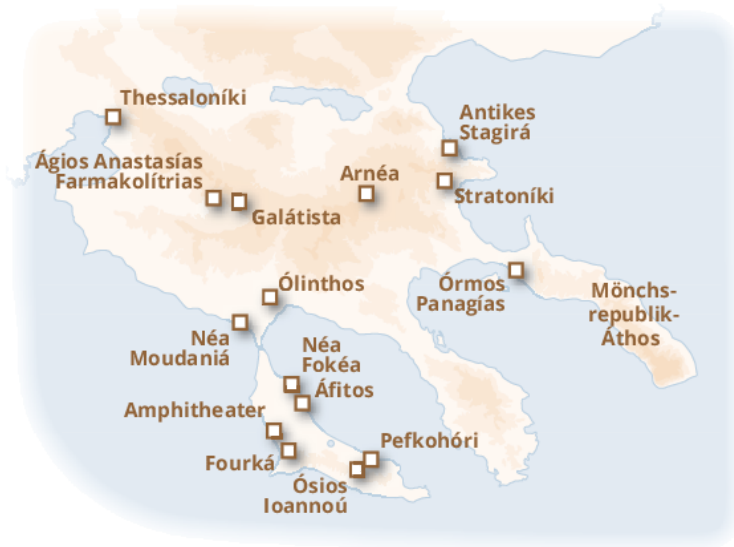 Thessaloníki
Antikes
Stagirá
Ágios Anastasías
Farmakolítrias
Arnéa
Stratoníki
Galátista
Ólinthos
Órmos
Panagías
Mönchs-
republik-
Áthos
Néa
Moudaniá
Néa
Fokéa
Áfitos
Amphitheater
Pefkohóri
Fourká
Ósios
Ioannoú